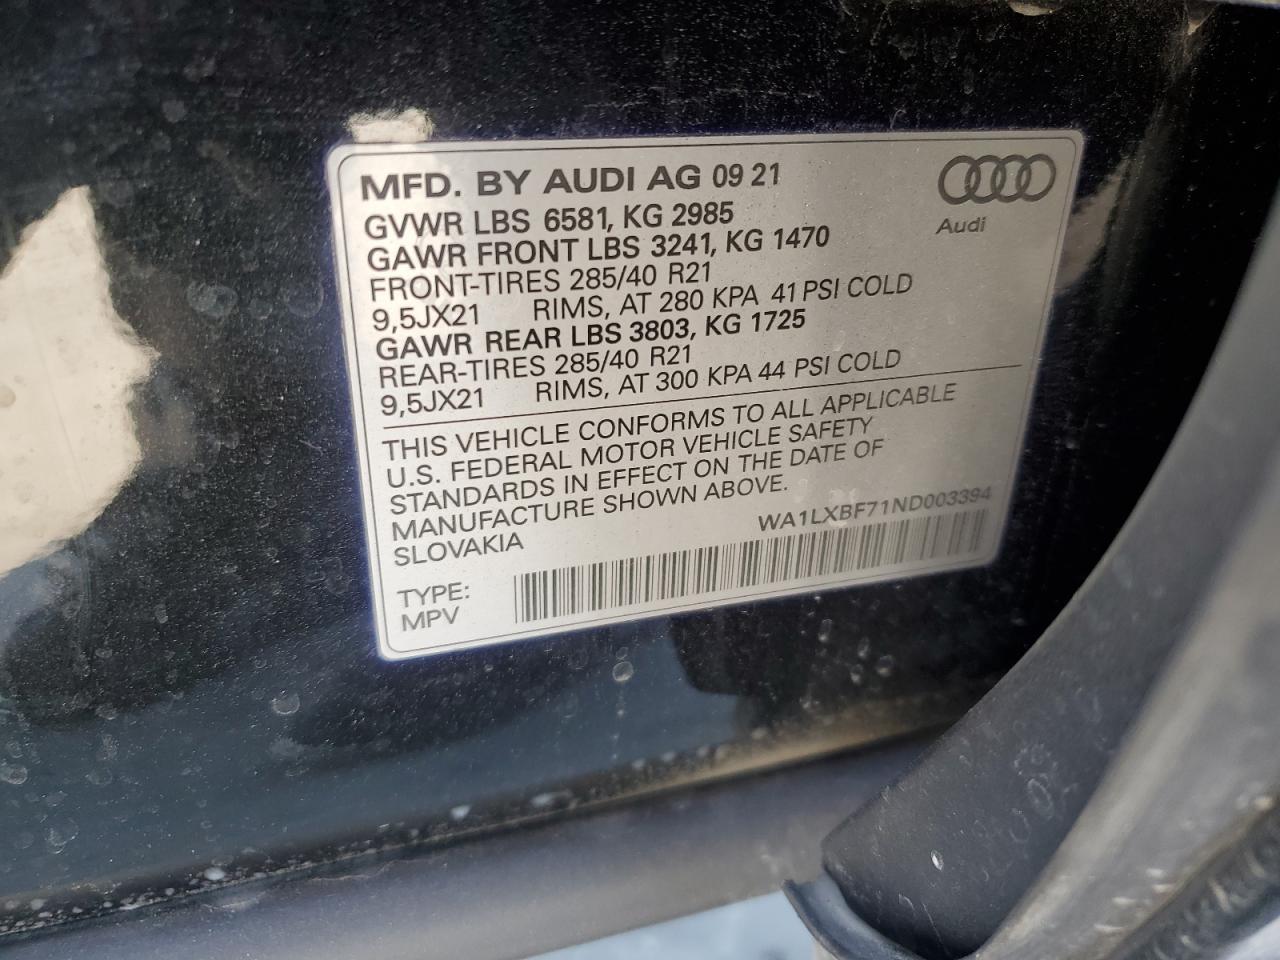 MFD. BY AUDI AG 09 21
GVWR LBS 6581, KG 2985
GAWR FRONT LBS 3241, KG 1470
FRONT-TIRES 285/40 R21
9,5JX21 RIMS, AT 280 KPA 41 PSI COLD
GAWR REAR LBS 3803, KG 1725
REAR-TIRES 285/40 R21
9,5JX21 RIMS, AT 300 KPA 44 PSI COLD
Audi
THIS VEHICLE CONFORMS TO ALL APPLICABLE
U.S. FEDERAL MOTOR VEHICLE SAFETY
STANDARDS IN EFFECT ON THE DATE OF
MANUFACTURE SHOWN ABOVE.
SLOVAKIA
WA1LXBF71ND003394
TYPE:
MPV